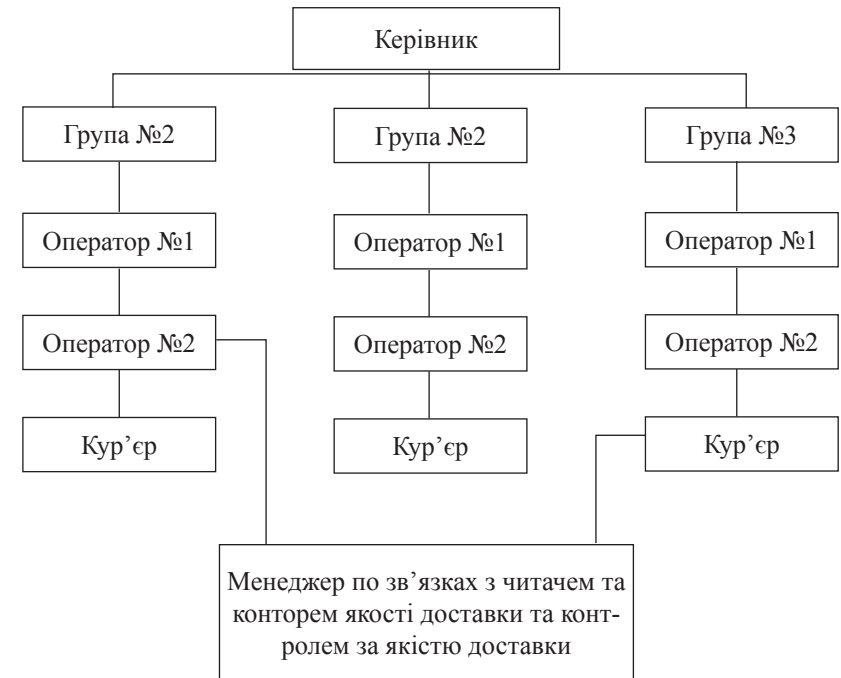 Керівник
Група №2
Група №2
Група №3
Оператор №1
Оператор №1
Оператор №1
Оператор №2
Оператор №2
Оператор №2
Кур’єр
Кур’єр
Кур’єр
Менеджер по зв’язках з читачем та
конторем якості доставки та конт-
ролем за якістю доставки